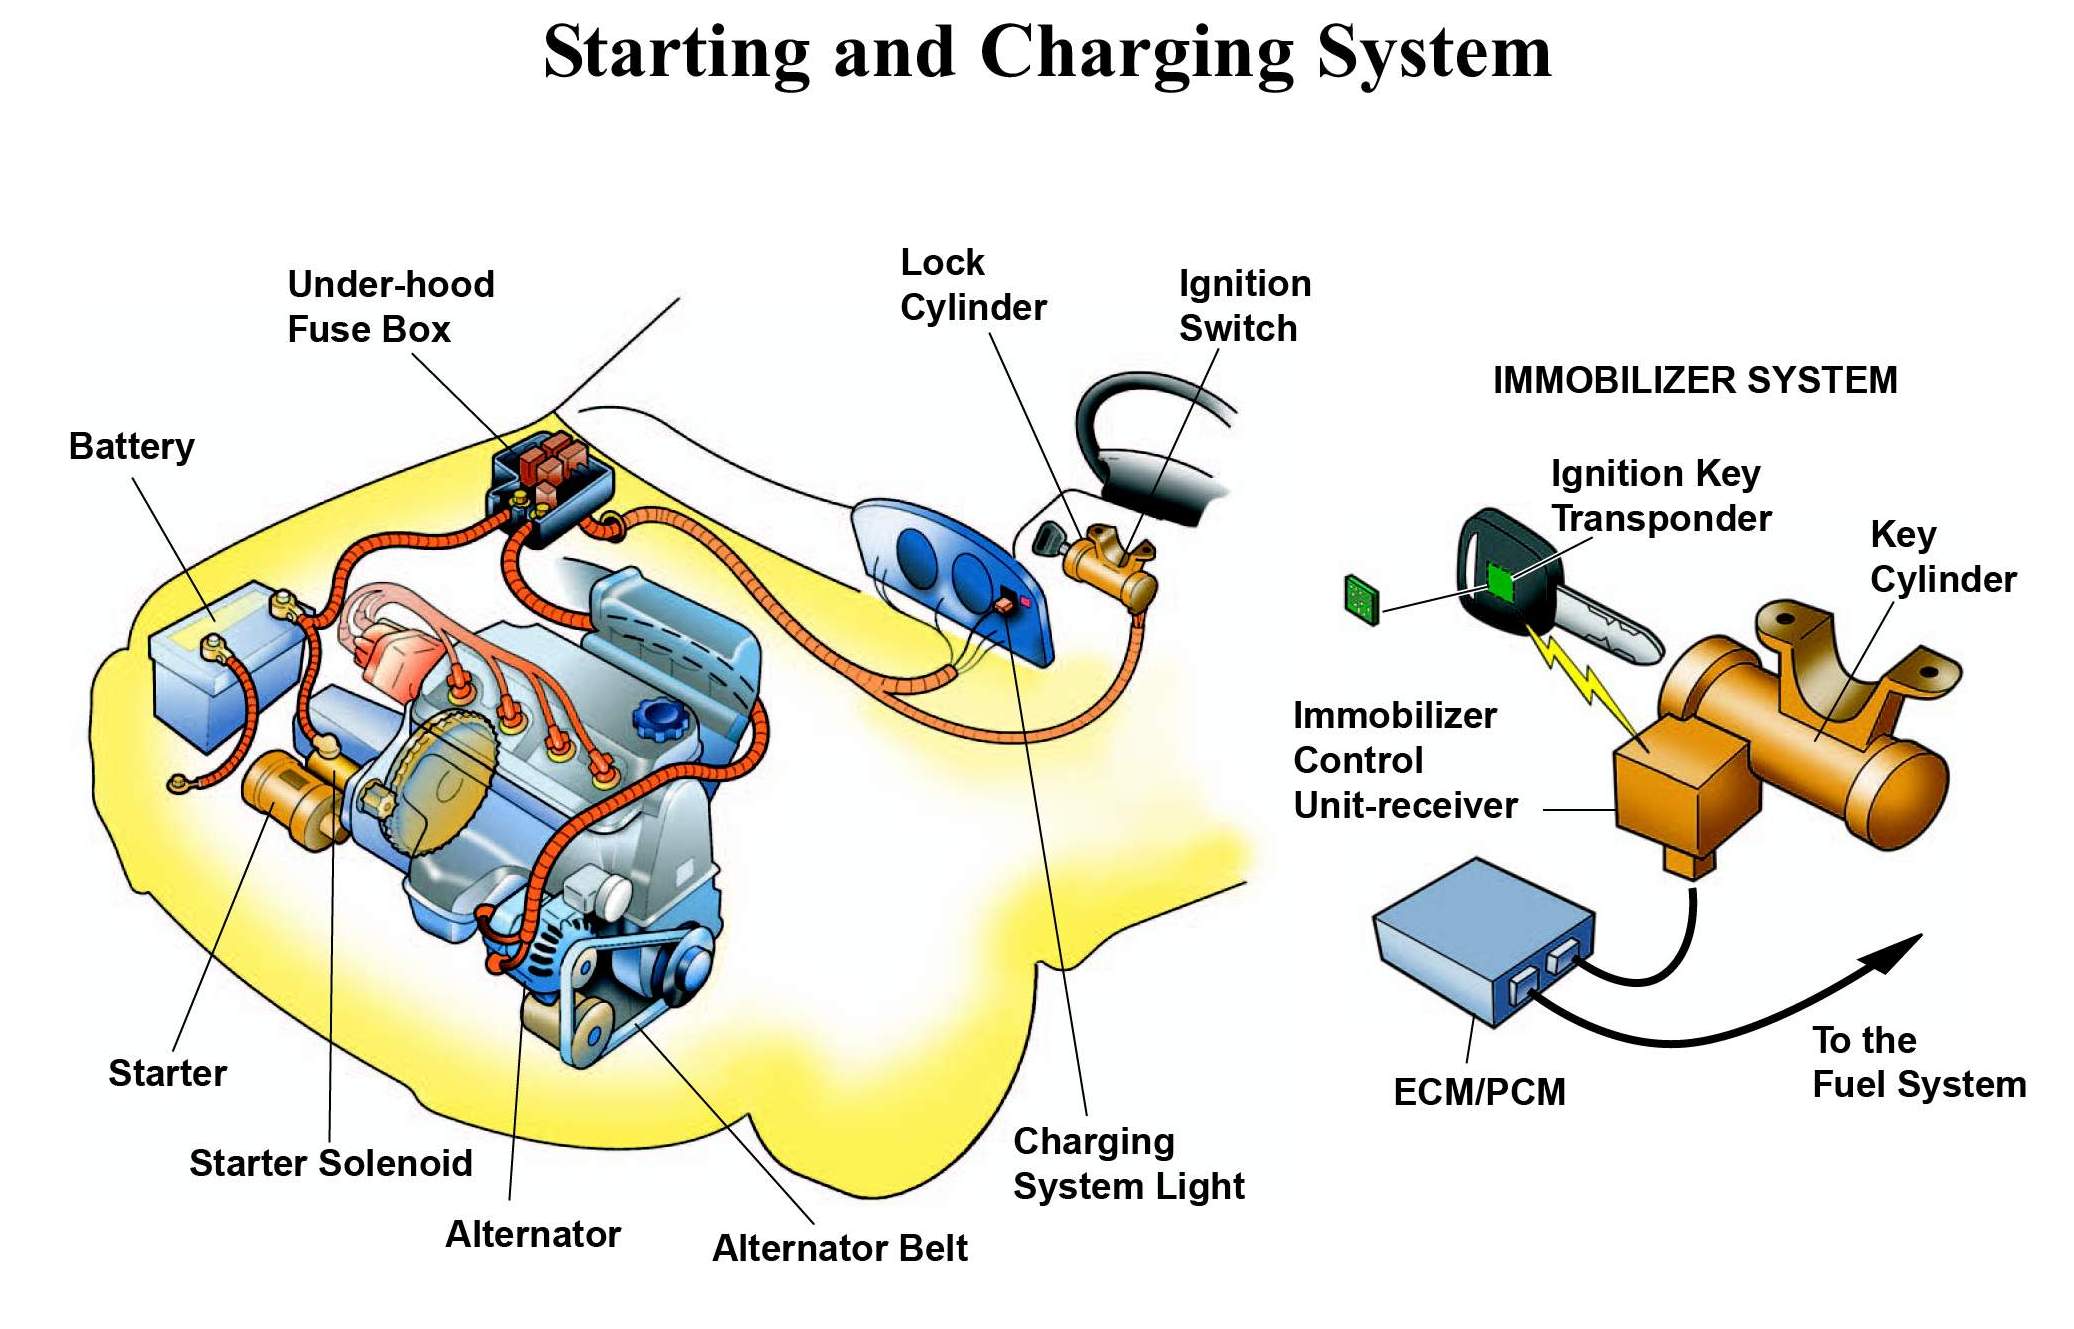 Starting and Charging System
Under-hood
Fuse Box
Battery
Lock
Cylinder
Ignition
Switch
Starter
Starter Solenoid
Alternator
Alternator Belt
Charging
System Light
IMMOBILIZER SYSTEM
Ignition Key
Transponder
Key
Cylinder
Immobilizer
Control
Unit-receiver
ECM/PCM
To the
Fuel System